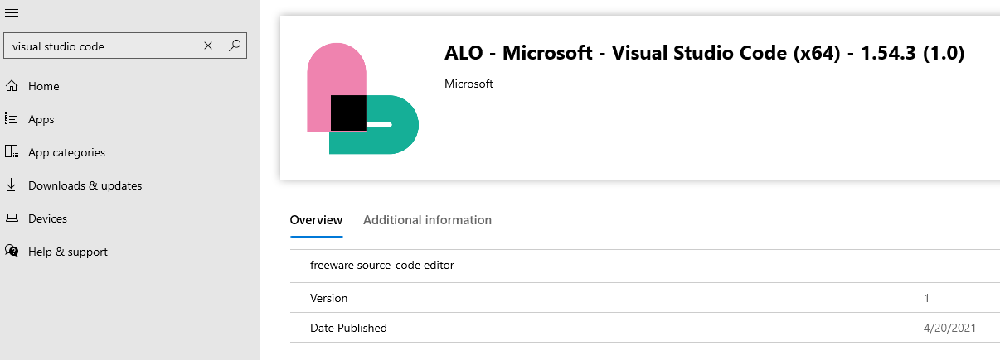 visual studio code
Home
Apps
App categories
Downloads & updates
Devices
Help & support
ALO - Microsoft - Visual Studio Code (x64) - 1.54.3 (1.0)
Microsoft
Overview Additional information
freeware source-code editor
Version 1
Date Published 4/20/2021